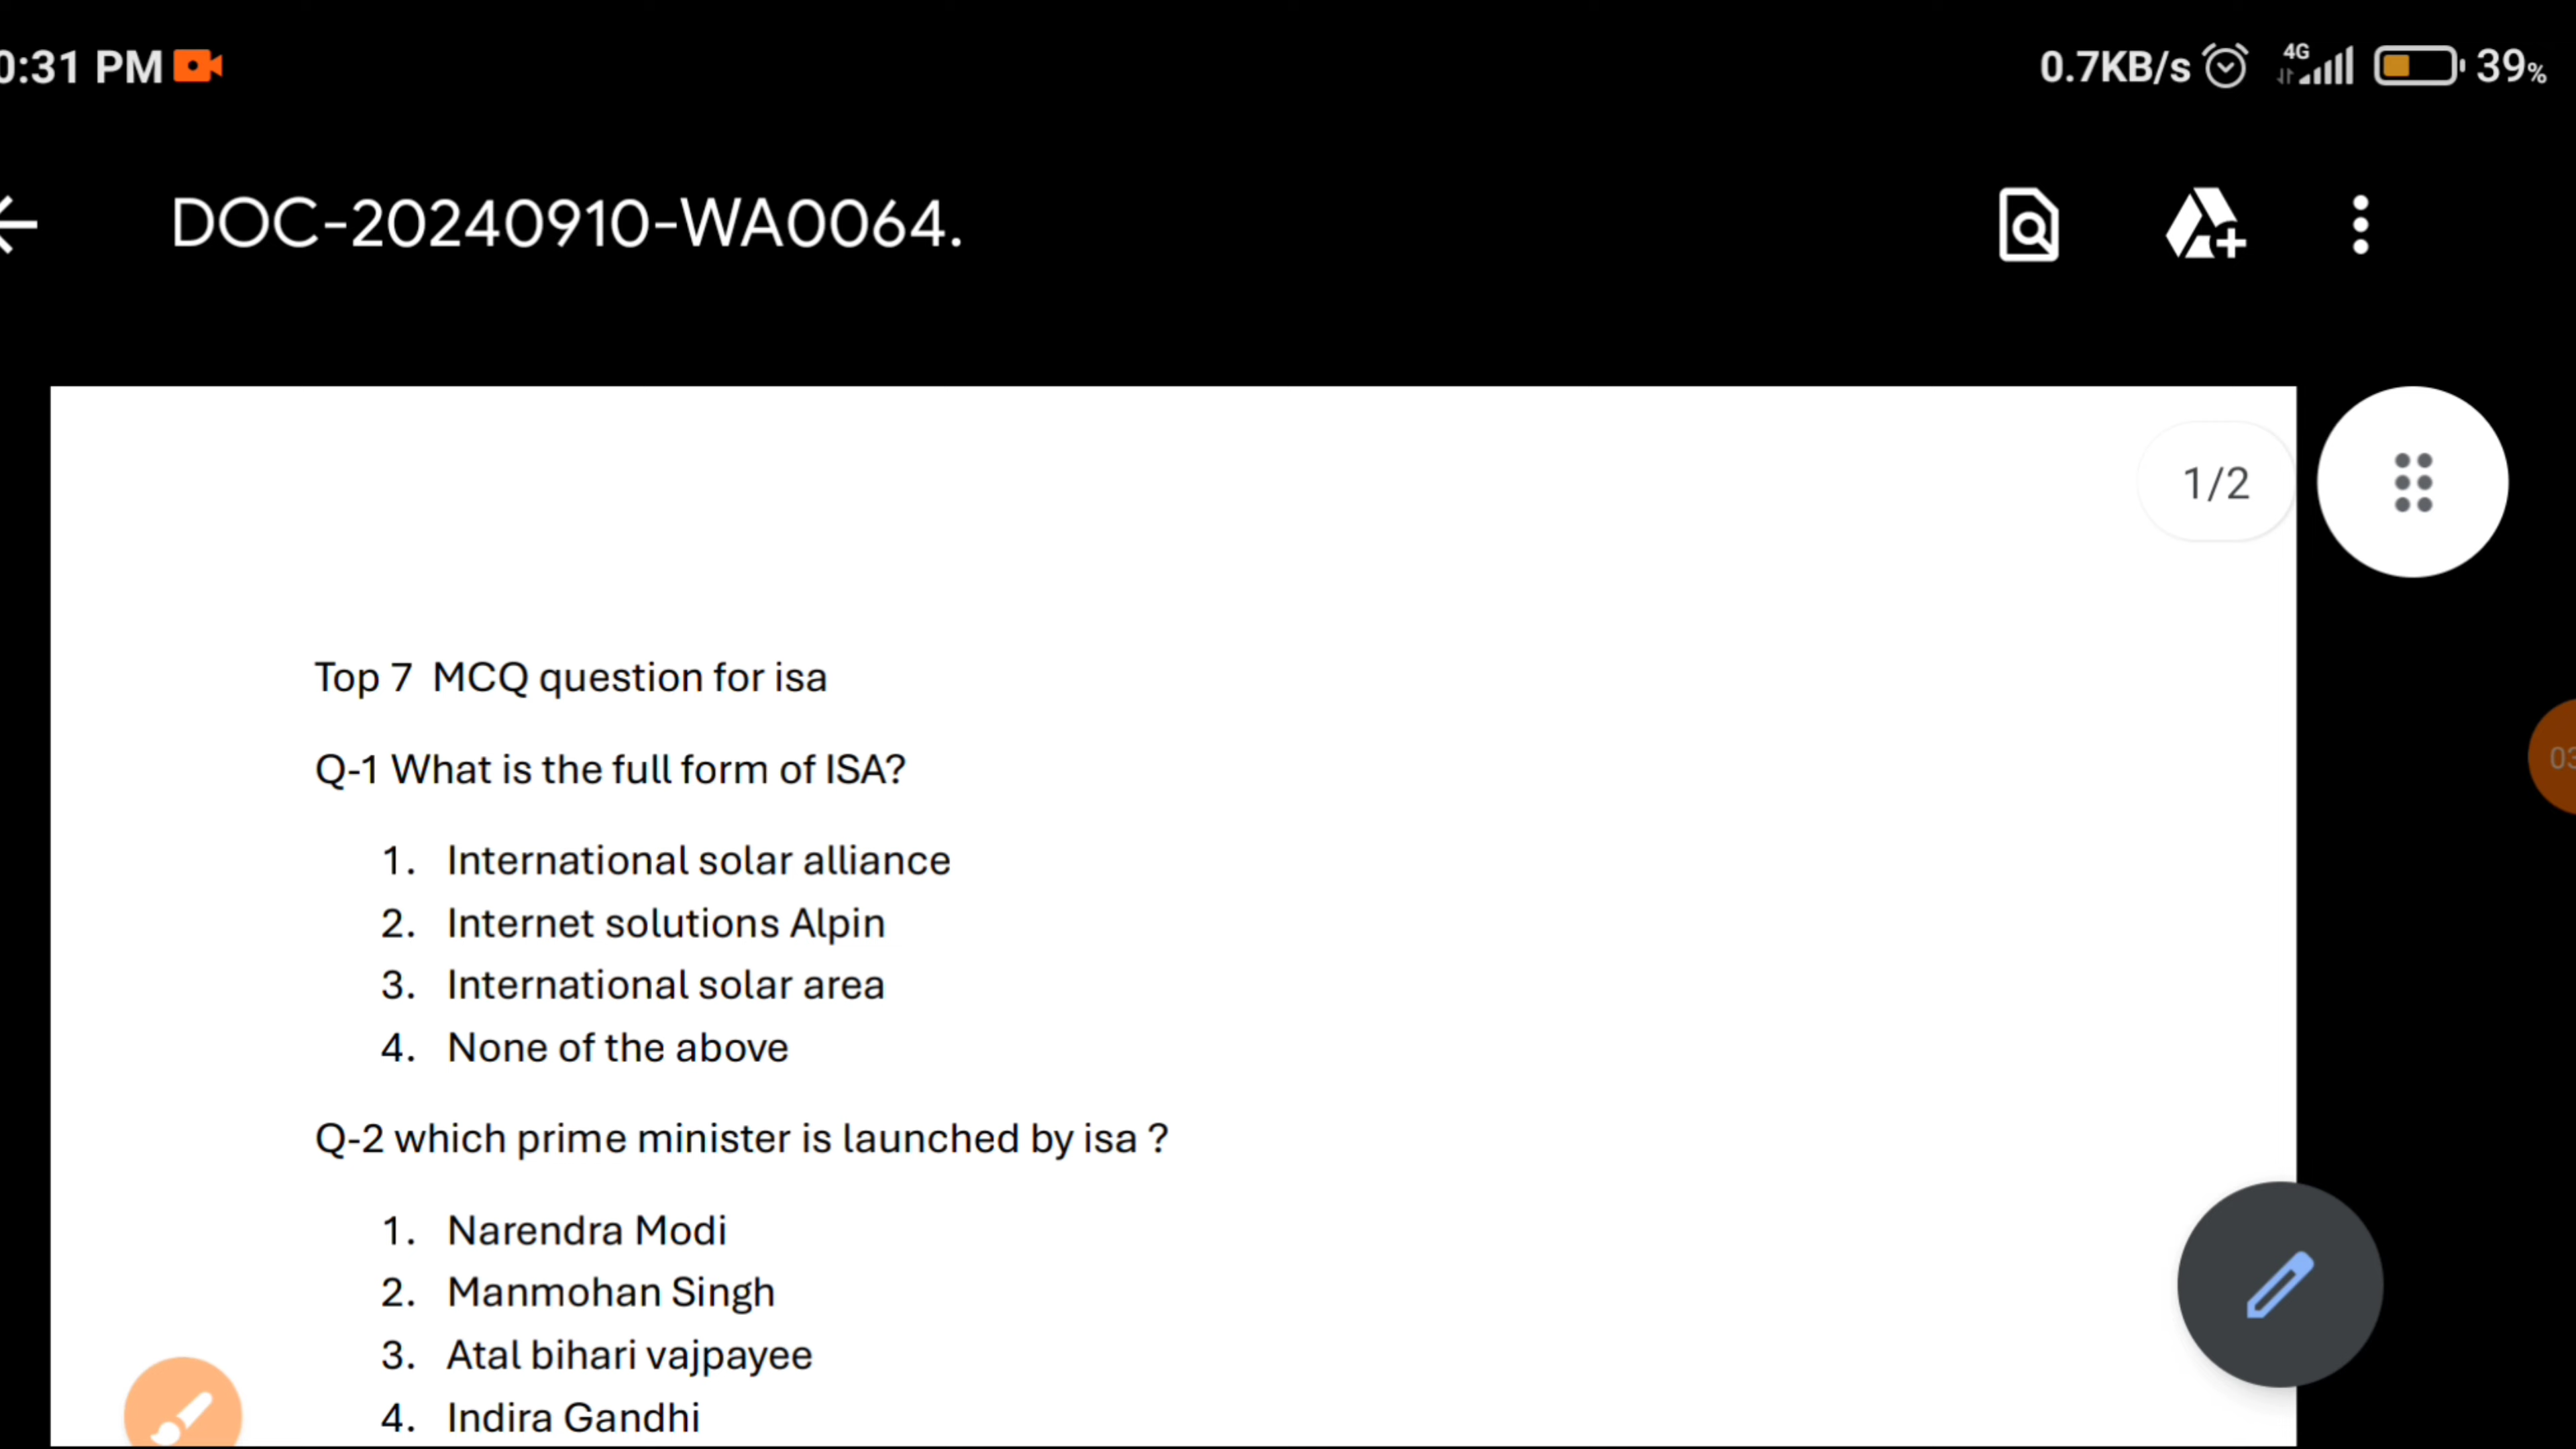 0:31 PM
0.7KB/s 4G 39%
DOC-20240910-WA0064.
1/2
Top 7 MCQ question for isa
Q-1 What is the full form of ISA?
1. International solar alliance
2. Internet solutions Alpin
3. International solar area
4. None of the above
Q-2 which prime minister is launched by isa ?
1. Narendra Modi
2. Manmohan Singh
3. Atal bihari vajpayee
4. Indira Gandhi